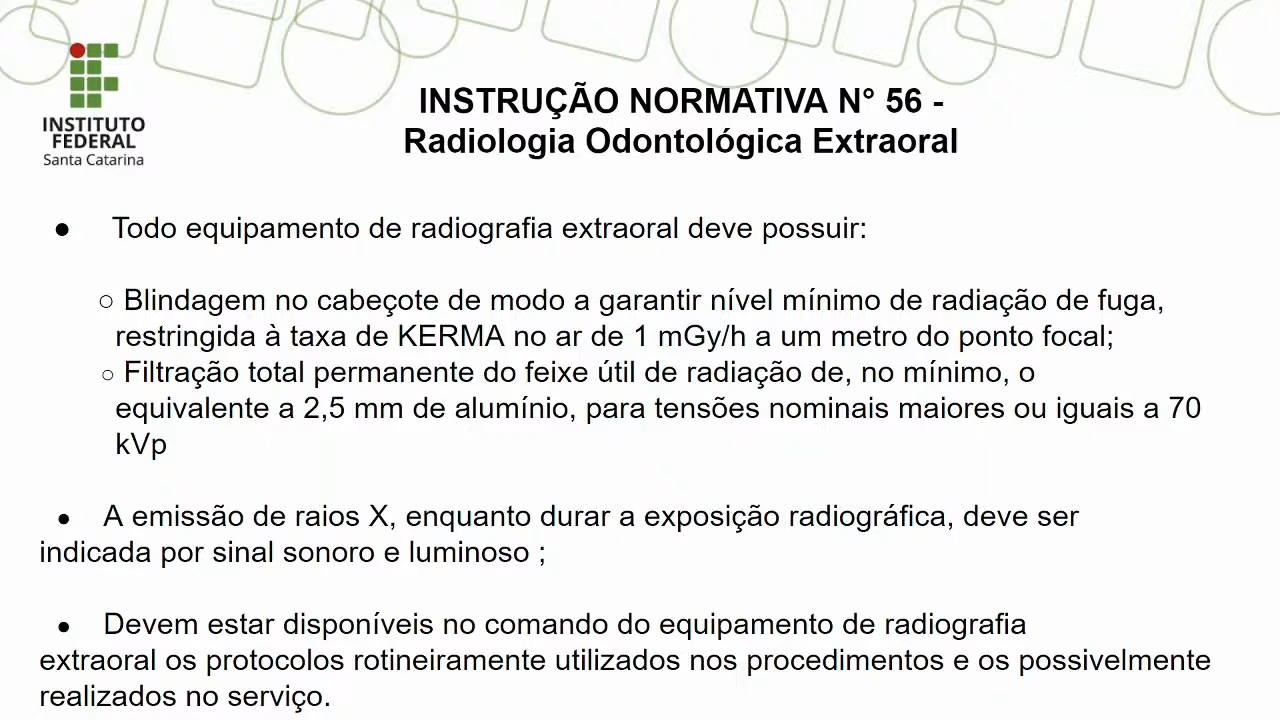 INSTITUTO
FEDERAL
Santa Catarina
INSTRUÇÃO NORMATIVA N° 56 -
Radiologia Odontológica Extraoral
● Todo equipamento de radiografia extraoral deve possuir:
○ Blindagem no cabeçote de modo a garantir nível mínimo de radiação de fuga,
restringida à taxa de KERMA no ar de 1 mGy/h a um metro do ponto focal;
○ Filtração total permanente do feixe útil de radiação de, no mínimo, o
equivalente a 2,5 mm de alumínio, para tensões nominais maiores ou iguais a 70
kVp
● A emissão de raios X, enquanto durar a exposição radiográfica, deve ser
indicada por sinal sonoro e luminoso ;
● Devem estar disponíveis no comando do equipamento de radiografia
extraoral os protocolos rotineiramente utilizados nos procedimentos e os possivelmente
realizados no serviço.